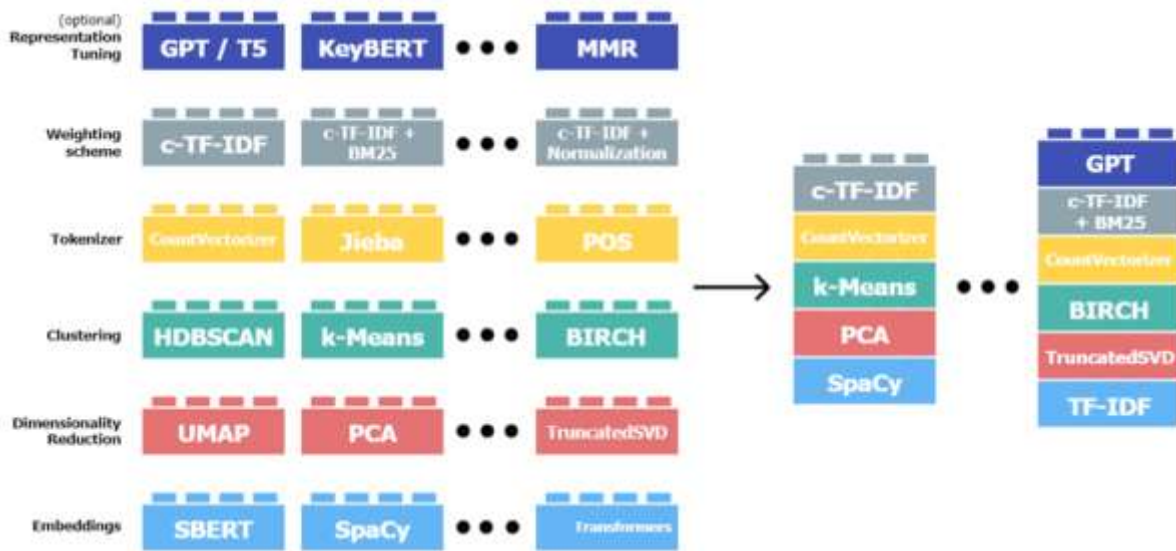 (optional)
Representation
Tuning
GPT / T5
KeyBERT
MMR
Weighting
scheme
c-TF-IDF
c-TF-IDF +
BM25
c-TF-IDF +
Normalization
Tokenizer
CountVectorizer
Jieba
POS
Clustering
HDBSCAN
k-Means
BIRCH
Dimensionality
Reduction
UMAP
PCA
TruncatedSVD
Embeddings
SBERT
SpaCy
Transformers
c-TF-IDF
CountVectorizer
k-Means
PCA
SpaCy
GPT
c-TF-IDF
+ BM25
CountVectorizer
BIRCH
TruncatedSVD
TF-IDF